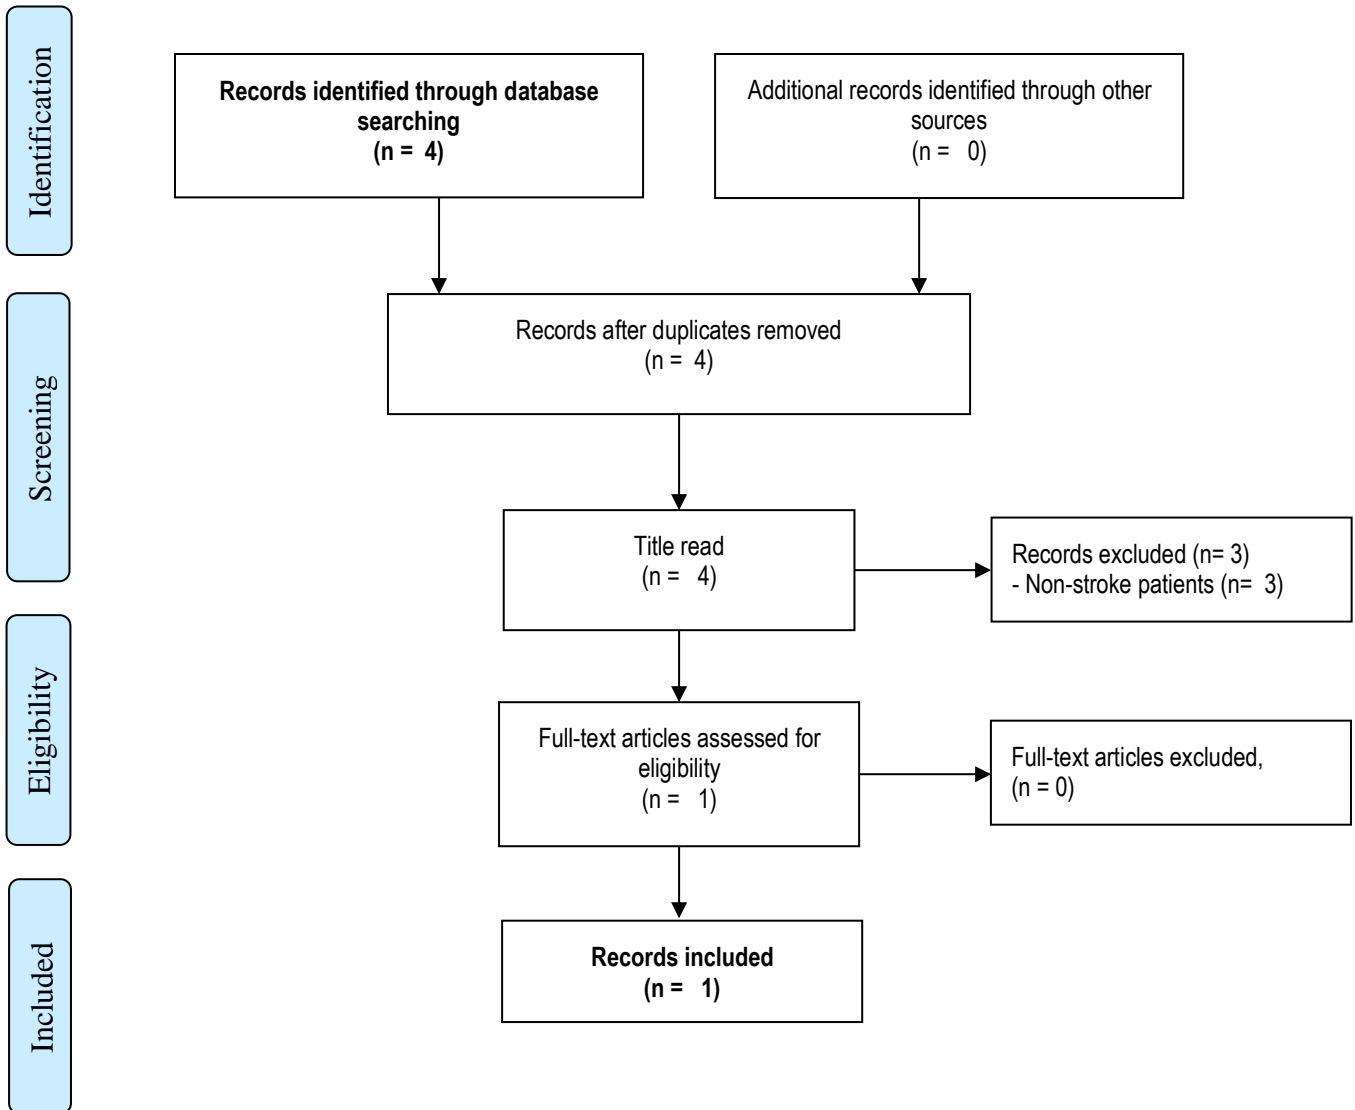 Identification
Records identified through database
searching
(n =  4)
Additional records identified through other
sources
(n =   0)
Screening
Records after duplicates removed
(n =  4)
Title read
(n =   4)
Records excluded (n= 3)
- Non-stroke patients (n=  3)
Eligibility
Full-text articles assessed for
eligibility
(n =   1)
Full-text articles excluded,
(n = 0)
Included
Records included
(n =   1)